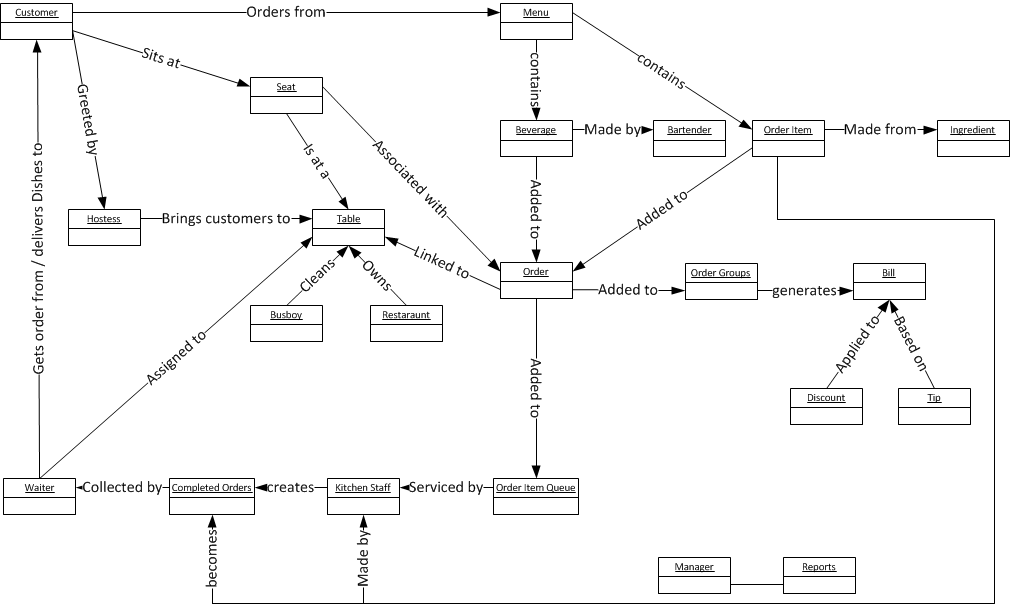 Customer
Orders from
Menu
Sits at
contains
contains
Seat
Greeted by
Beverage
Made by
Bartender
Order Item
Made from
Ingredient
Is at a
Associated with
Gets order from / delivers Dishes to
Added to
Added to
Hostess
Brings customers to
Table
Linked to
Order
Added to
Order Groups
generates
Bill
Cleans
Owns
Busboy
Restaraunt
Assigned to
Added to
Applied to
Based on
Discount
Tip
Waiter
Collected by
Completed Orders
creates
Kitchen Staff
Serviced by
Order Item Queue
becomes
Made by
Manager
Reports